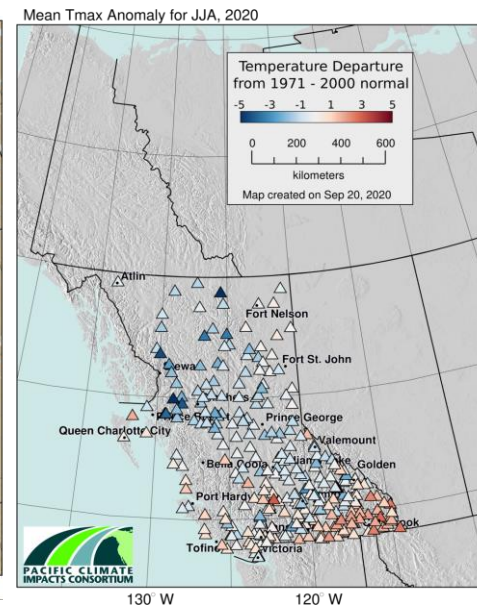 Mean Tmax Anomaly for JJA, 2020
Temperature Departure
from 1971 - 2000 normal
-5 -3 -1 1 3 5
0 200 400 600
kilometers
Map created on Sep 20, 2020
Atlin
Fort Nelson
Fort St. John
Prince George
Queen Charlotte City
Valemount
Bella Coola
Golden
Port Hardy
Tofino
Victoria
PACIFIC CLIMATE
IMPACTS CONSORTIUM
130° W 120° W